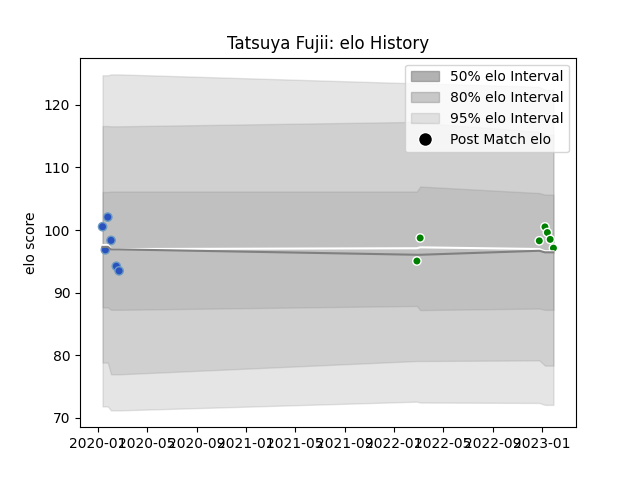 Tatsuya Fujii: elo History
50% elo Interval
80% elo Interval
95% elo Interval
Post Match elo
elo score
120
110
100
90
80
70
2020-01 2020-05 2020-09 2021-01 2021-05 2021-09 2022-01 2022-05 2022-09 2023-01